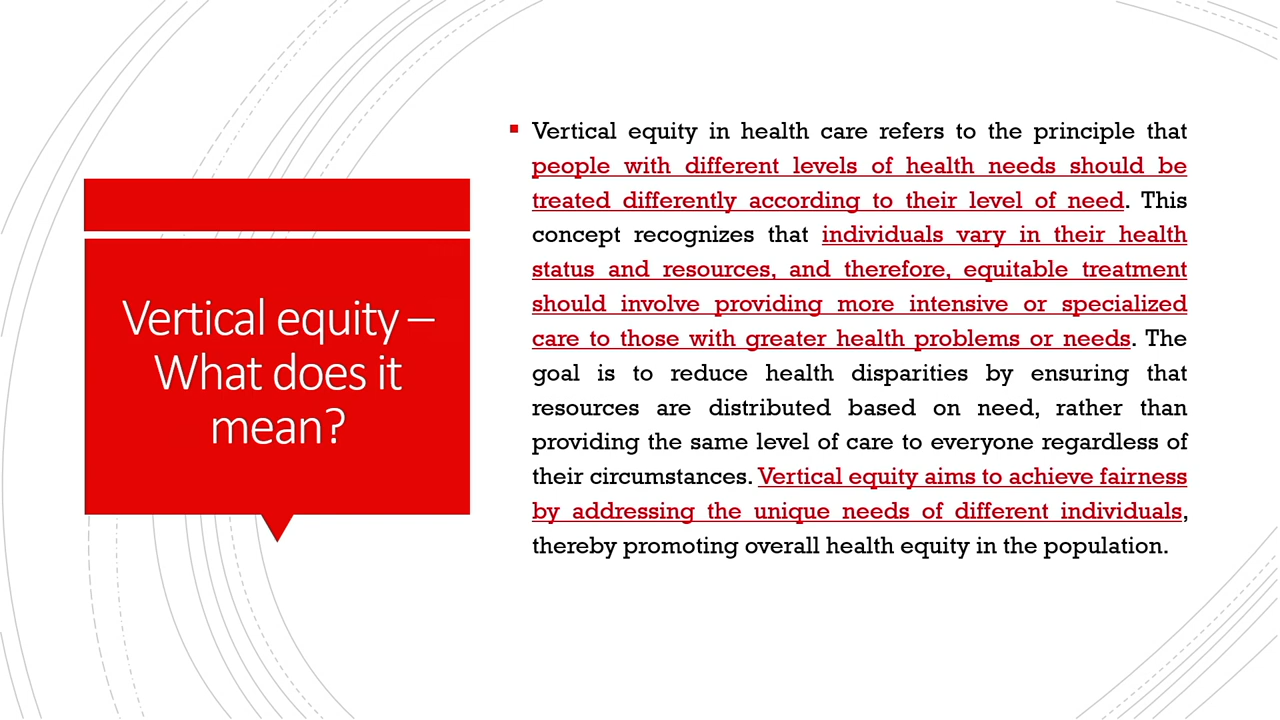 Vertical equity –
What does it
mean?
Vertical equity in health care refers to the principle that
people with different levels of health needs should be
treated differently according to their level of need. This
concept recognizes that individuals vary in their health
status and resources, and therefore, equitable treatment
should involve providing more intensive or specialized
care to those with greater health problems or needs. The
goal is to reduce health disparities by ensuring that
resources are distributed based on need, rather than
providing the same level of care to everyone regardless of
their circumstances. Vertical equity aims to achieve fairness
by addressing the unique needs of different individuals,
thereby promoting overall health equity in the population.